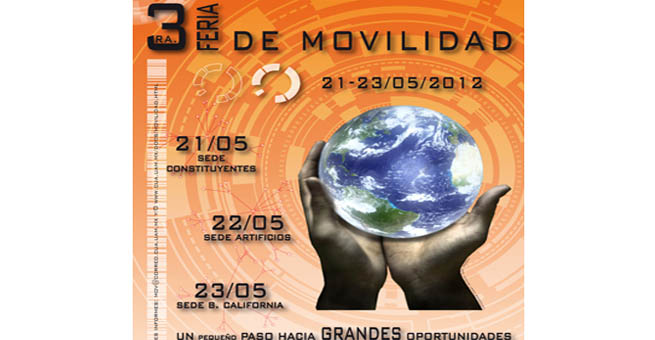 3RA. FERIA DE MOVILIDAD
21-23/05/2012
21/05
SEDE
CONSTITUYENTES
22/05
SEDE ARTIFICIOS
23/05
SEDE B. CALIFORNIA
UN PEQUEÑO PASO HACIA GRANDES OPORTUNIDADES